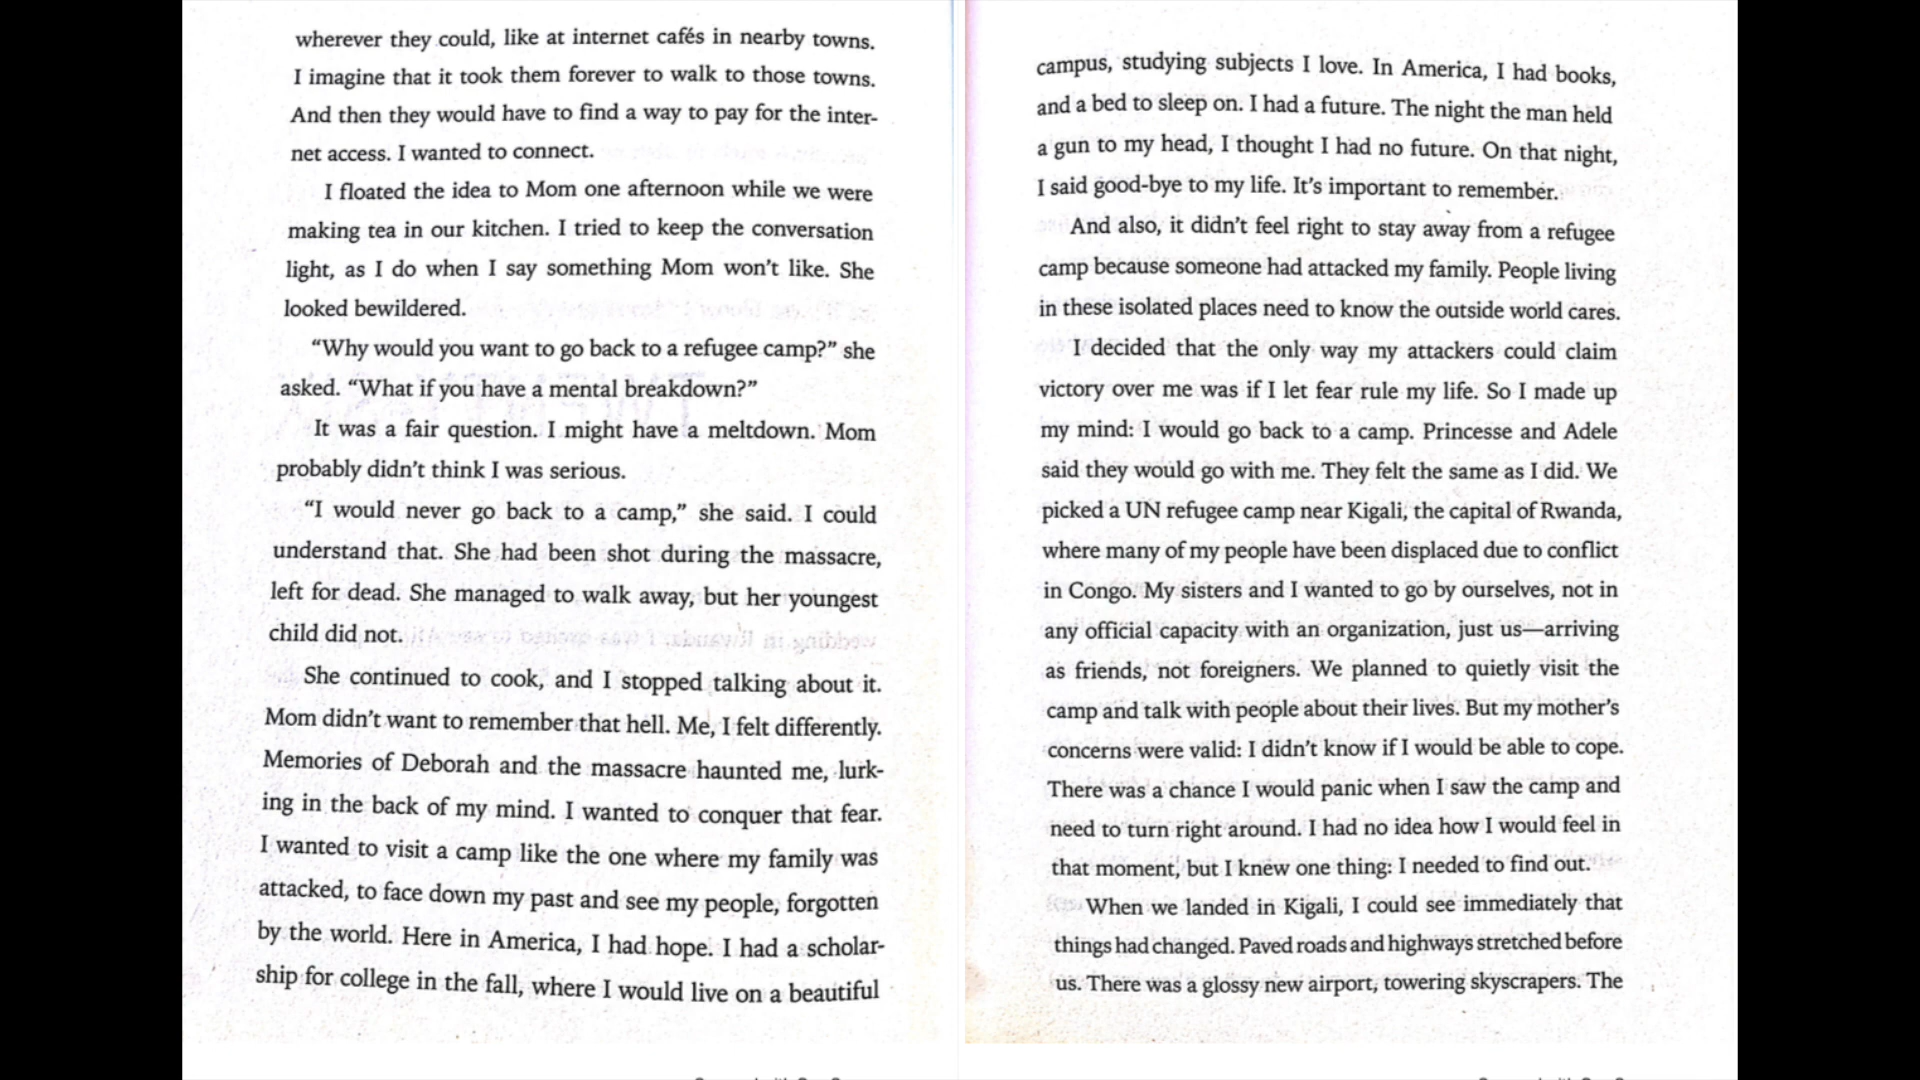 wherever they could, like at internet cafés in nearby towns.
I imagine that it took them forever to walk to those towns.
And then they would have to find a way to pay for the inter-
net access. I wanted to connect.
I floated the idea to Mom one afternoon while we were
making tea in our kitchen. I tried to keep the conversation
light, as I do when I say something Mom won't like. She
looked bewildered.
“Why would you want to go back to a refugee camp?” she
asked. “What if you have a mental breakdown?”
It was a fair question. I might have a meltdown. Mom
probably didn't think I was serious.
“I would never go back to a camp,” she said. I could
understand that. She had been shot during the massacre,
left for dead. She managed to walk away, but her youngest
child did not.
She continued to cook, and I stopped talking about it.
Mom didn't want to remember that hell. Me, I felt differently.
Memories of Deborah and the massacre haunted me, lurk-
ing in the back of my mind. I wanted to conquer that fear.
I wanted to visit a camp like the one where my family was
attacked, to face down my past and see my people, forgotten
by the world. Here in America, I had hope. I had a scholar-
ship for college in the fall, where I would live on a beautiful
campus, studying subjects I love. In America, I had books,
and a bed to sleep on. I had a future. The night the man held
a gun to my head, I thought I had no future. On that night,
I said good-bye to my life. It's important to remember.
And also, it didn't feel right to stay away from a refugee
camp because someone had attacked my family. People living
in these isolated places need to know the outside world cares.
I decided that the only way my attackers could claim
victory over me was if I let fear rule my life. So I made up
my mind: I would go back to a camp. Princesse and Adele
said they would go with me. They felt the same as I did. We
picked a UN refugee camp near Kigali, the capital of Rwanda,
where many of my people have been displaced due to conflict
in Congo. My sisters and I wanted to go by ourselves, not in
any official capacity with an organization, just us—arriving
as friends, not foreigners. We planned to quietly visit the
camp and talk with people about their lives. But my mother's
concerns were valid: I didn't know if I would be able to cope.
There was a chance I would panic when I saw the camp and
need to turn right around. I had no idea how I would feel in
that moment, but I knew one thing: I needed to find out.
When we landed in Kigali, I could see immediately that
things had changed. Paved roads and highways stretched before
us. There was a glossy new airport, towering skyscrapers. The